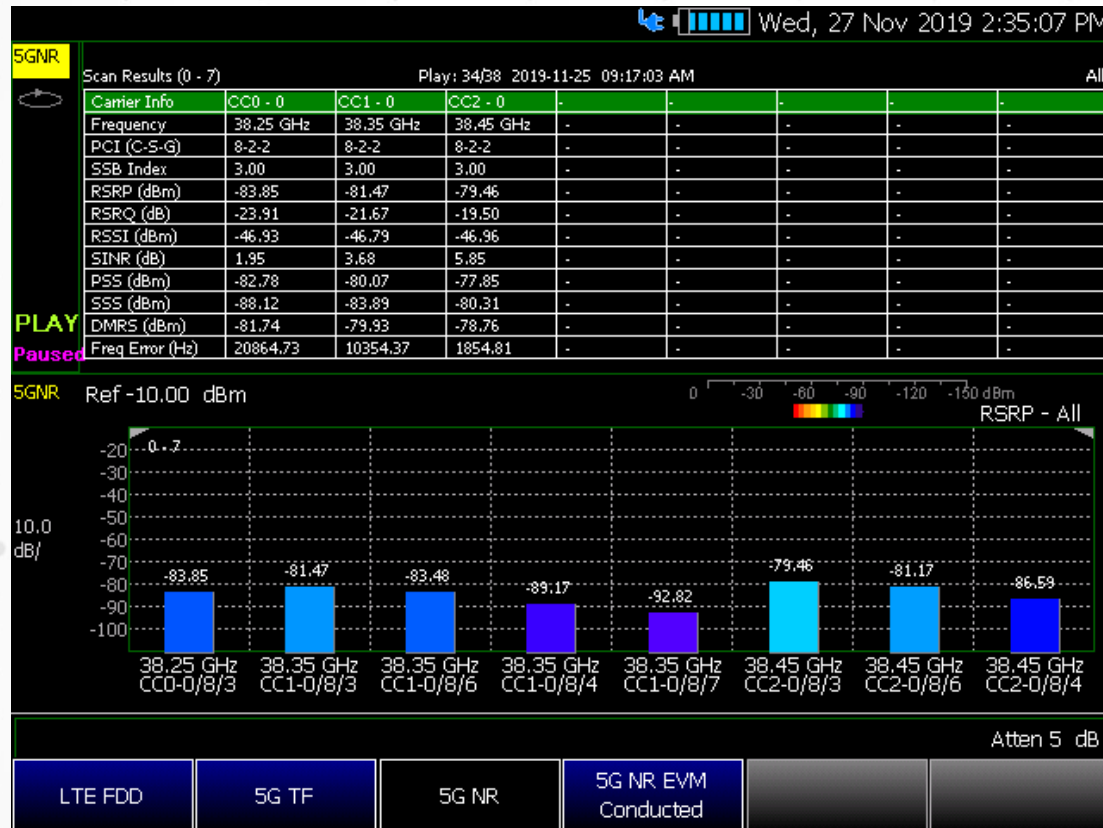 Wed, 27 Nov 2019 2:35:07 PM
5GNR
Scan Results (0 - 7) Play: 34/38 2019-11-25 09:17:03 AM All
Carrier Info CC0 - 0 CC1 - 0 CC2 - 0 - - - - -
Frequency 38.25 GHz 38.35 GHz 38.45 GHz - - - - -
PCI (C-S-G) 8-2-2 8-2-2 8-2-2 - - - - -
SSB Index 3.00 3.00 3.00 - - - - -
RSRP (dBm) -83.85 -81.47 -79.46 - - - - -
RSRQ (dB) -23.91 -21.67 -19.50 - - - - -
RSSI (dBm) -46.93 -46.79 -46.96 - - - - -
SINR (dB) 1.95 3.68 5.85 - - - - -
PSS (dBm) -82.78 -80.07 -77.85 - - - - -
SSS (dBm) -88.12 -83.89 -80.31 - - - - -
PLAY DMRS (dBm) -81.74 -79.93 -78.76 - - - - -
Paused Freq Error (Hz) 20864.73 10354.37 1854.81 - - - - -
5GNR Ref -10.00 dBm 0 -30 -60 -90 -120 -150 dBm
RSRP - All
0 - 7
-20
-30
-40
10.0 -50
dB/ -60
-70
-80
-90
-100
-83.85 -81.47 -83.48 -89.17 -92.82 -79.46 -81.17 -86.59
38.25 GHz 38.35 GHz 38.35 GHz 38.35 GHz 38.35 GHz 38.45 GHz 38.45 GHz 38.45 GHz
CC0-0/8/3 CC1-0/8/3 CC1-0/8/6 CC1-0/8/4 CC1-0/8/7 CC2-0/8/3 CC2-0/8/6 CC2-0/8/4
Atten 5 dB
LTE FDD 5G TF 5G NR 5G NR EVM
Conducted